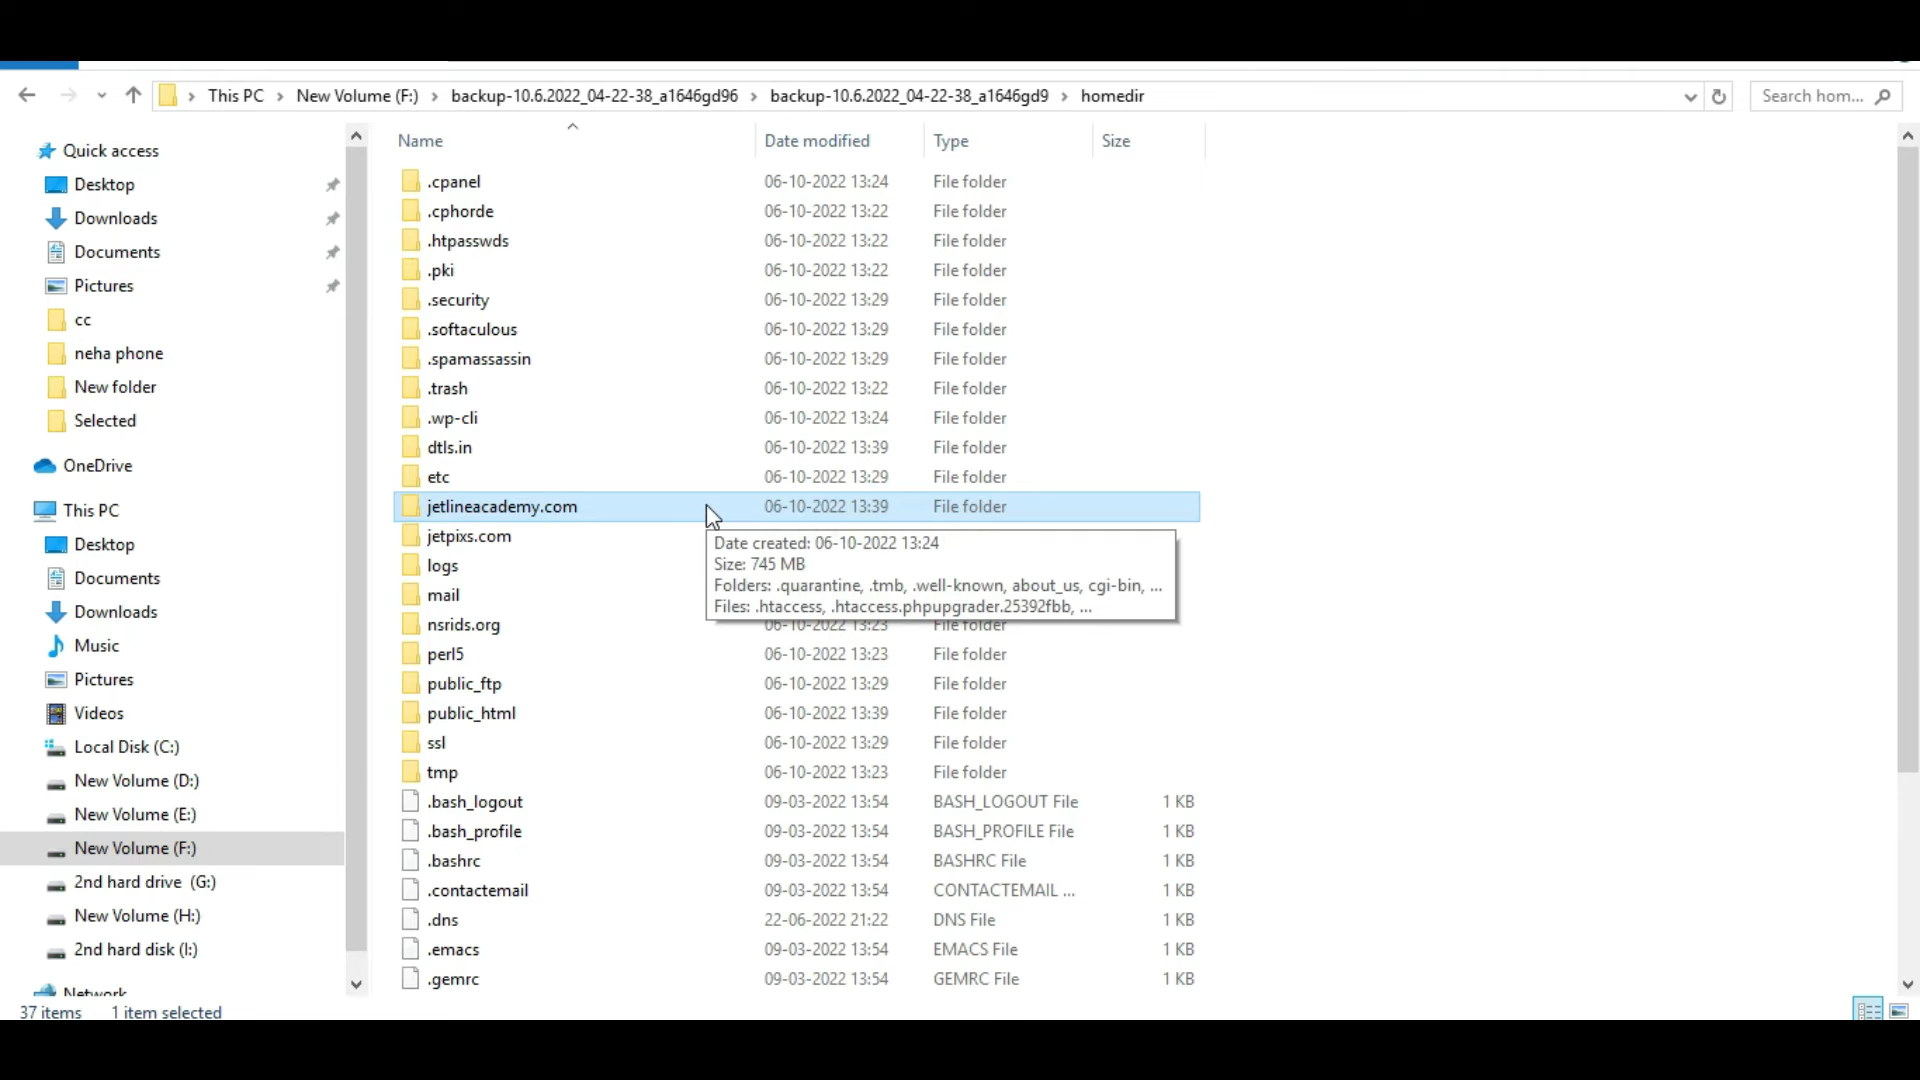 This PC > New Volume (F:) > backup-10.6.2022_04-22-38_a1646gd96 > backup-10.6.2022_04-22-38_a1646gd9 > homedir
Search hom...
Name Date modified Type Size
Quick access
Desktop
Downloads
Documents
Pictures
cc
neha phone
New folder
Selected
OneDrive
This PC
Desktop
Documents
Downloads
Music
Pictures
Videos
Local Disk (C:)
New Volume (D:)
New Volume (E:)
New Volume (F:)
2nd hard drive (G:)
New Volume (H:)
2nd hard disk (I:)
Network
.cpanel 06-10-2022 13:24 File folder
.cphorde 06-10-2022 13:22 File folder
.htpasswds 06-10-2022 13:22 File folder
.pki 06-10-2022 13:22 File folder
.security 06-10-2022 13:29 File folder
.softaculous 06-10-2022 13:29 File folder
.spamassassin 06-10-2022 13:29 File folder
.trash 06-10-2022 13:22 File folder
.wp-cli 06-10-2022 13:24 File folder
dtls.in 06-10-2022 13:39 File folder
etc 06-10-2022 13:29 File folder
jetlineacademy.com 06-10-2022 13:39 File folder
jetpixs.com
Date created: 06-10-2022 13:24
Size: 745 MB
Folders: .quarantine, .tmb, .well-known, about_us, cgi-bin, ...
Files: .htaccess, .htaccess.phpupgrader.25392fbb, ...
logs
mail
nsrids.org 06-10-2022 13:23 File folder
perl5 06-10-2022 13:23 File folder
public_ftp 06-10-2022 13:29 File folder
public_html 06-10-2022 13:39 File folder
ssl 06-10-2022 13:29 File folder
tmp 06-10-2022 13:23 File folder
.bash_logout 09-03-2022 13:54 BASH_LOGOUT File 1 KB
.bash_profile 09-03-2022 13:54 BASH_PROFILE File 1 KB
.bashrc 09-03-2022 13:54 BASHRC File 1 KB
.contactemail 09-03-2022 13:54 CONTACTEMAIL ... 1 KB
.dns 22-06-2022 21:22 DNS File 1 KB
.emacs 09-03-2022 13:54 EMACS File 1 KB
.gemrc 09-03-2022 13:54 GEMRC File 1 KB
37 items 1 item selected